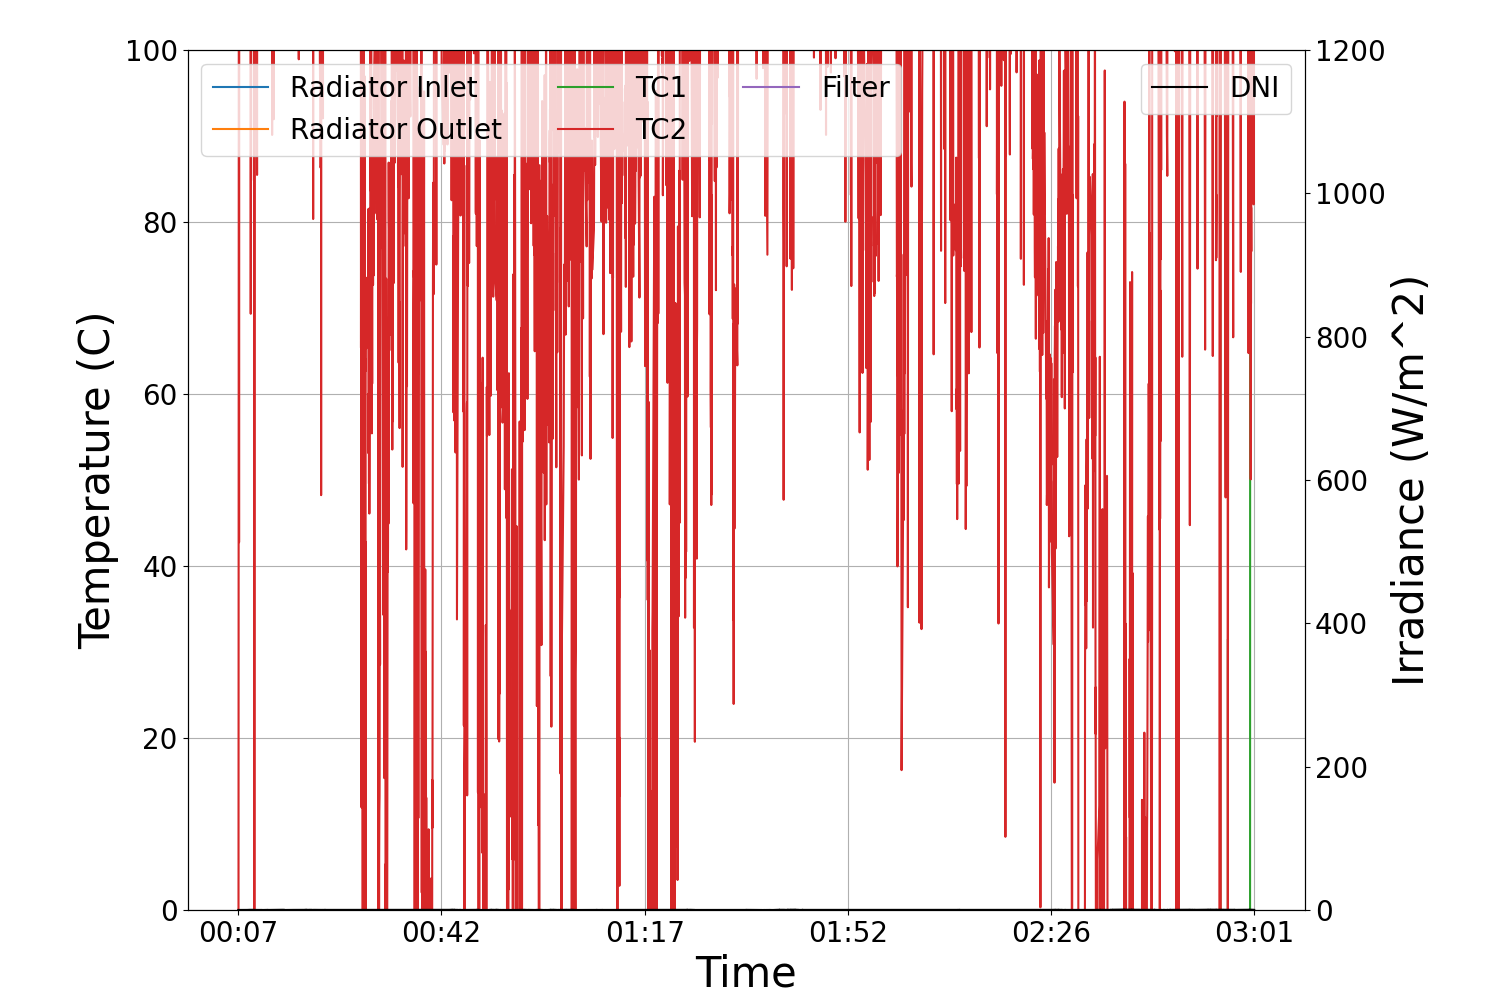 100
80
60
40
20
0
Temperature (C)
Radiator Inlet
Radiator Outlet
TC1
TC2
Filter
DNI
1200
1000
800
600
400
200
0
Irradiance (W/m^2)
00:07
00:42
01:17
01:52
02:26
03:01
Time